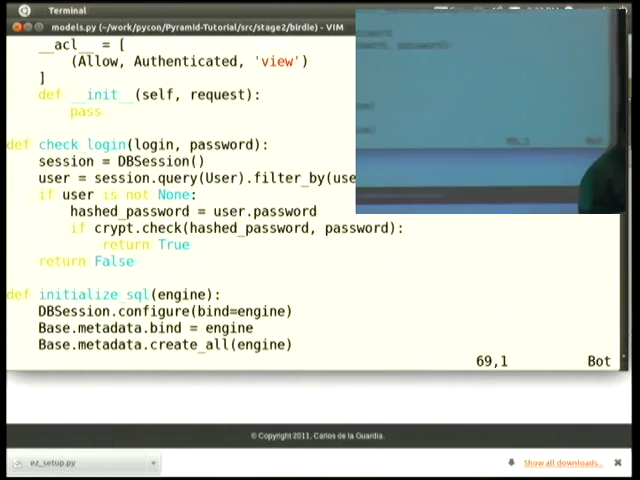 Terminal
models.py (~/work/pycon/Pyramid-Tutorial/src/stage2/birdie) - VIM
__acl__ = [
(Allow, Authenticated, 'view')
]
def __init__(self, request):
pass
def check_login(login, password):
session = DBSession()
user = session.query(User).filter_by(use
if user is not None:
hashed_password = user.password
if crypt.check(hashed_password, password):
return True
return False
def initialize_sql(engine):
DBSession.configure(bind=engine)
Base.metadata.bind = engine
Base.metadata.create_all(engine)
69,1 Bot
© Copyright 2011, Carlos de la Guardia.
ez_setup.py
Show all downloads...